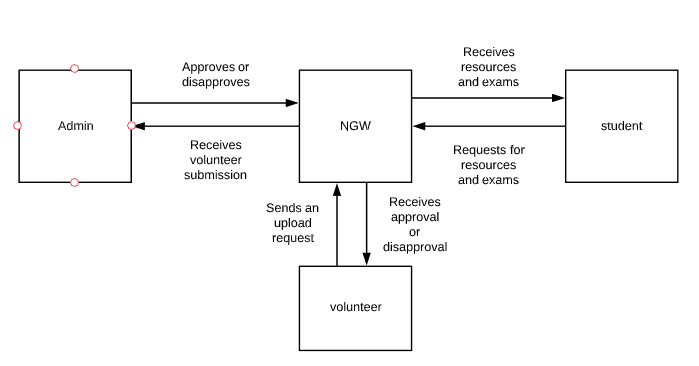 Approves or
disapproves
Receives
resources
and exams
Admin
NGW
student
Receives
volunteer
submission
Requests for
resources
and exams
Sends an
upload
request
Receives
approval
or
disapproval
volunteer